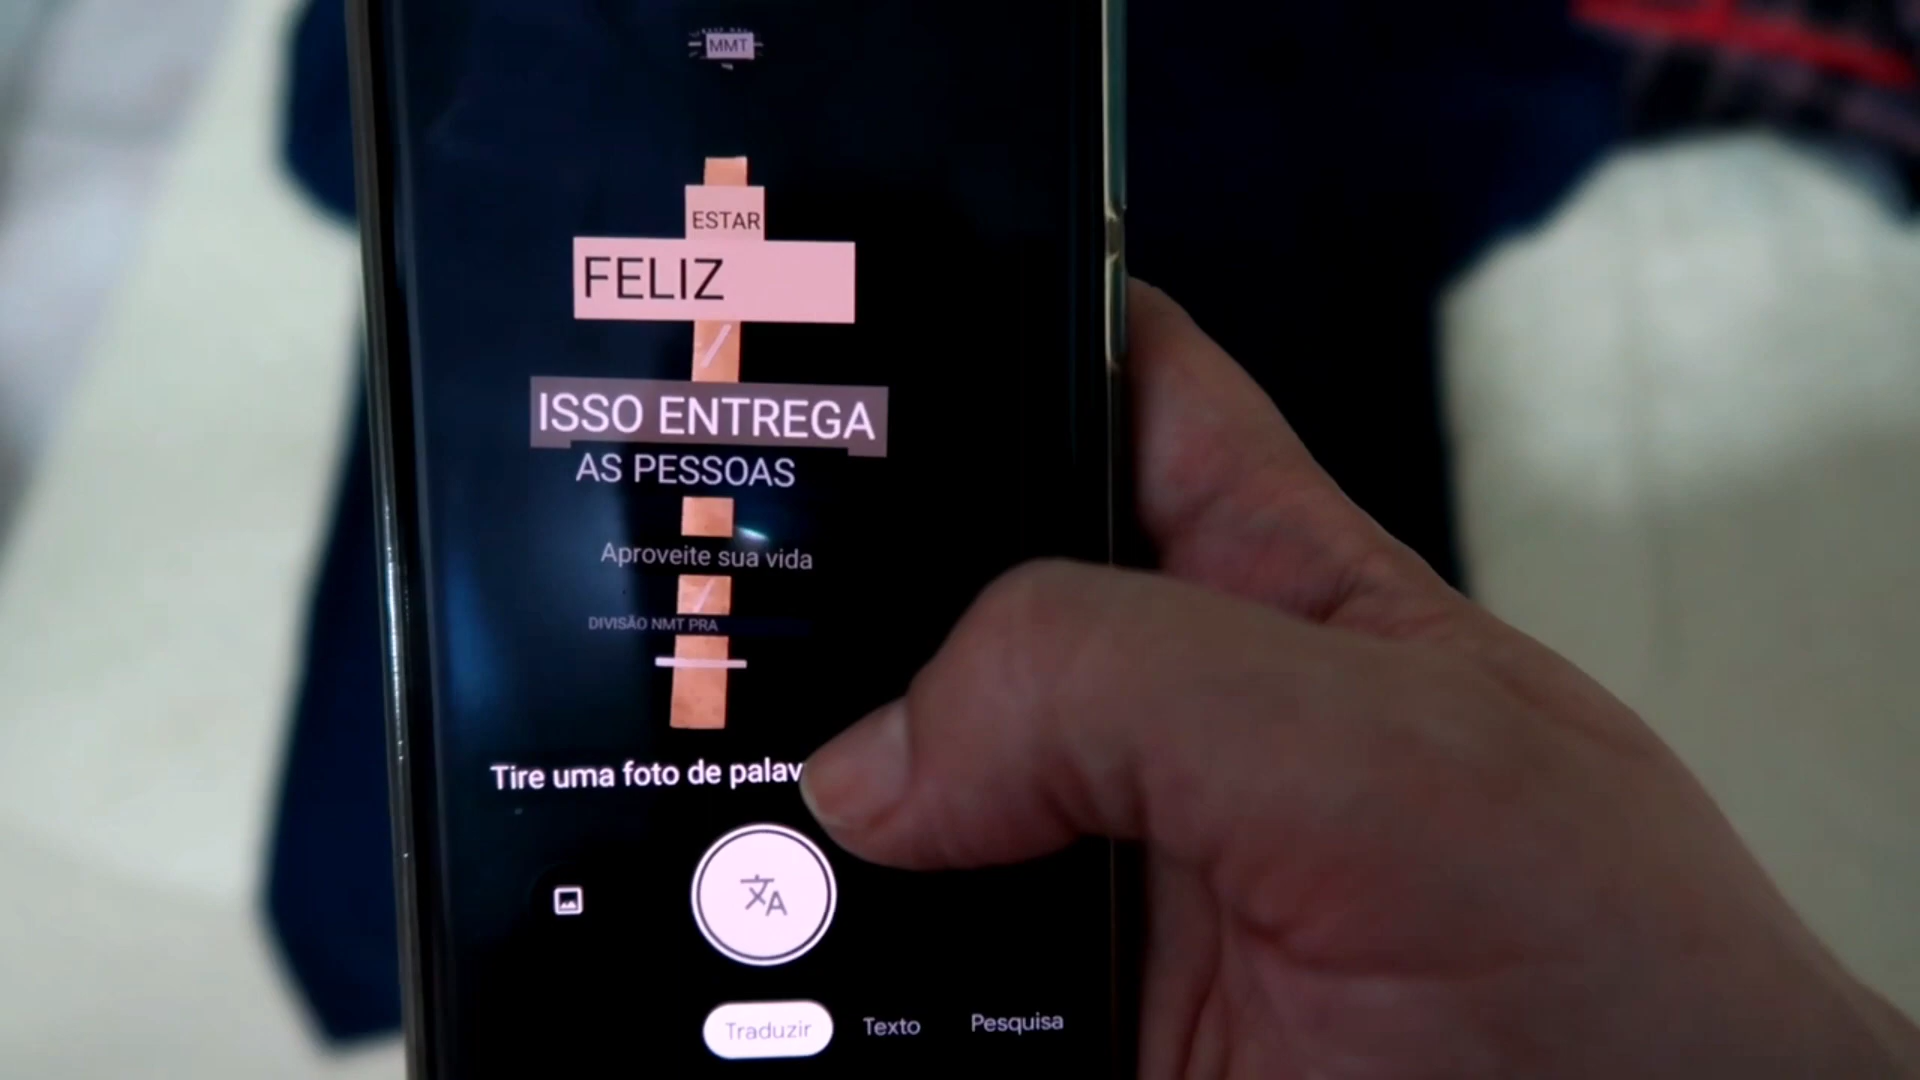 MMT
ESTAR
FELIZ
ISSO ENTREGA
AS PESSOAS
Aproveite sua vida
DIVISÃO NMT PRA
Tire uma foto de palav
Traduzir
Texto
Pesquisa